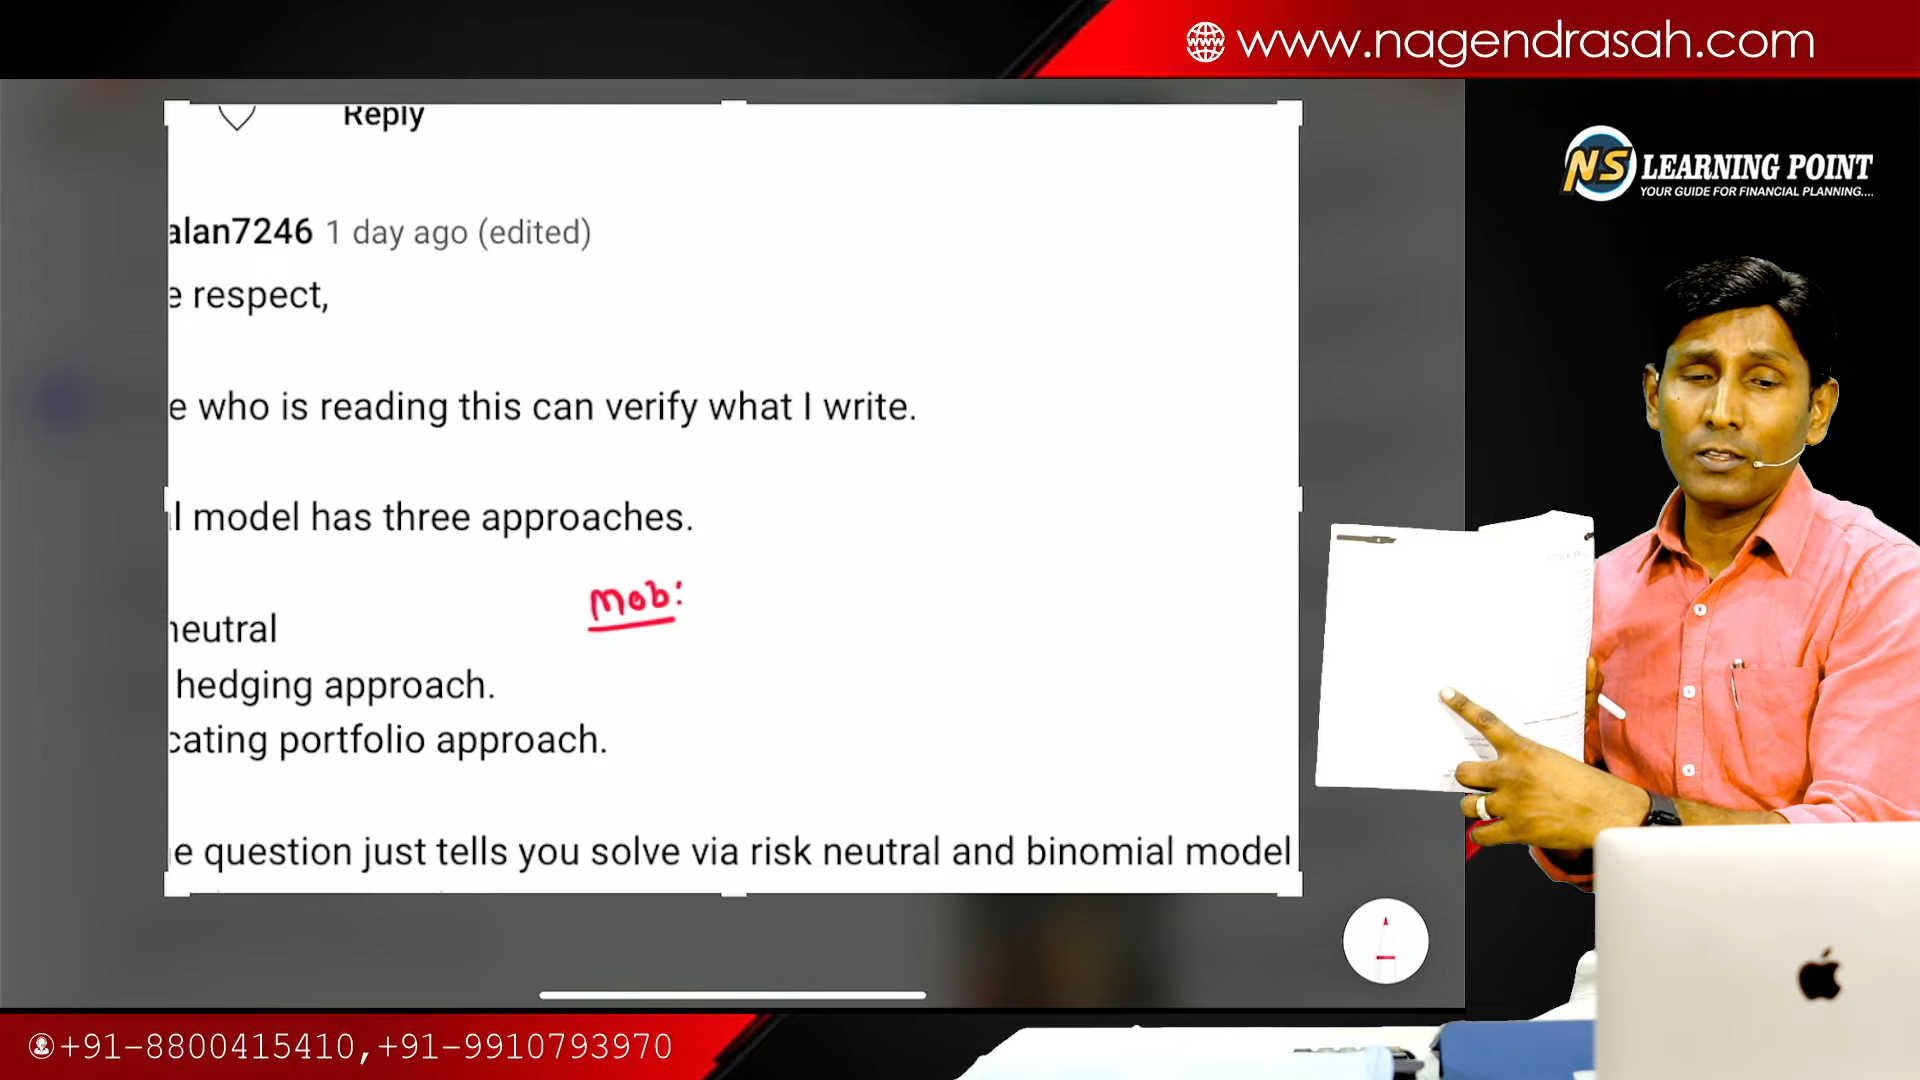 www.nagendrasah.com
NS LEARNING POINT
YOUR GUIDE FOR FINANCIAL PLANNING....
Reply
alan7246 1 day ago (edited)
e respect,
e who is reading this can verify what I write.
l model has three approaches.
Mob:
neutral
hedging approach.
cating portfolio approach.
e question just tells you solve via risk neutral and binomial model
+91-8800415410,+91-9910793970